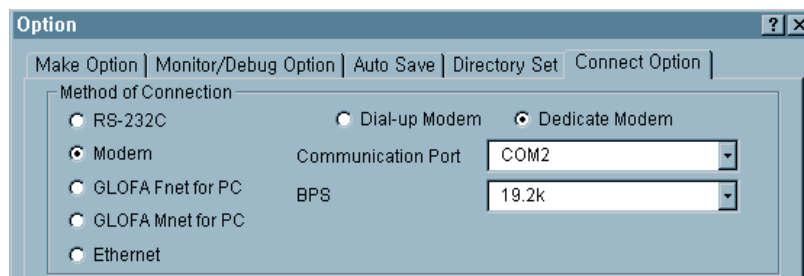 Option
Make Option Monitor/Debug Option Auto Save Directory Set Connect Option
Method of Connection
RS-232C Dial-up Modem Dedicate Modem
Modem Communication Port COM2
GLOFA Fnet for PC BPS 19.2k
GLOFA Mnet for PC
Ethernet